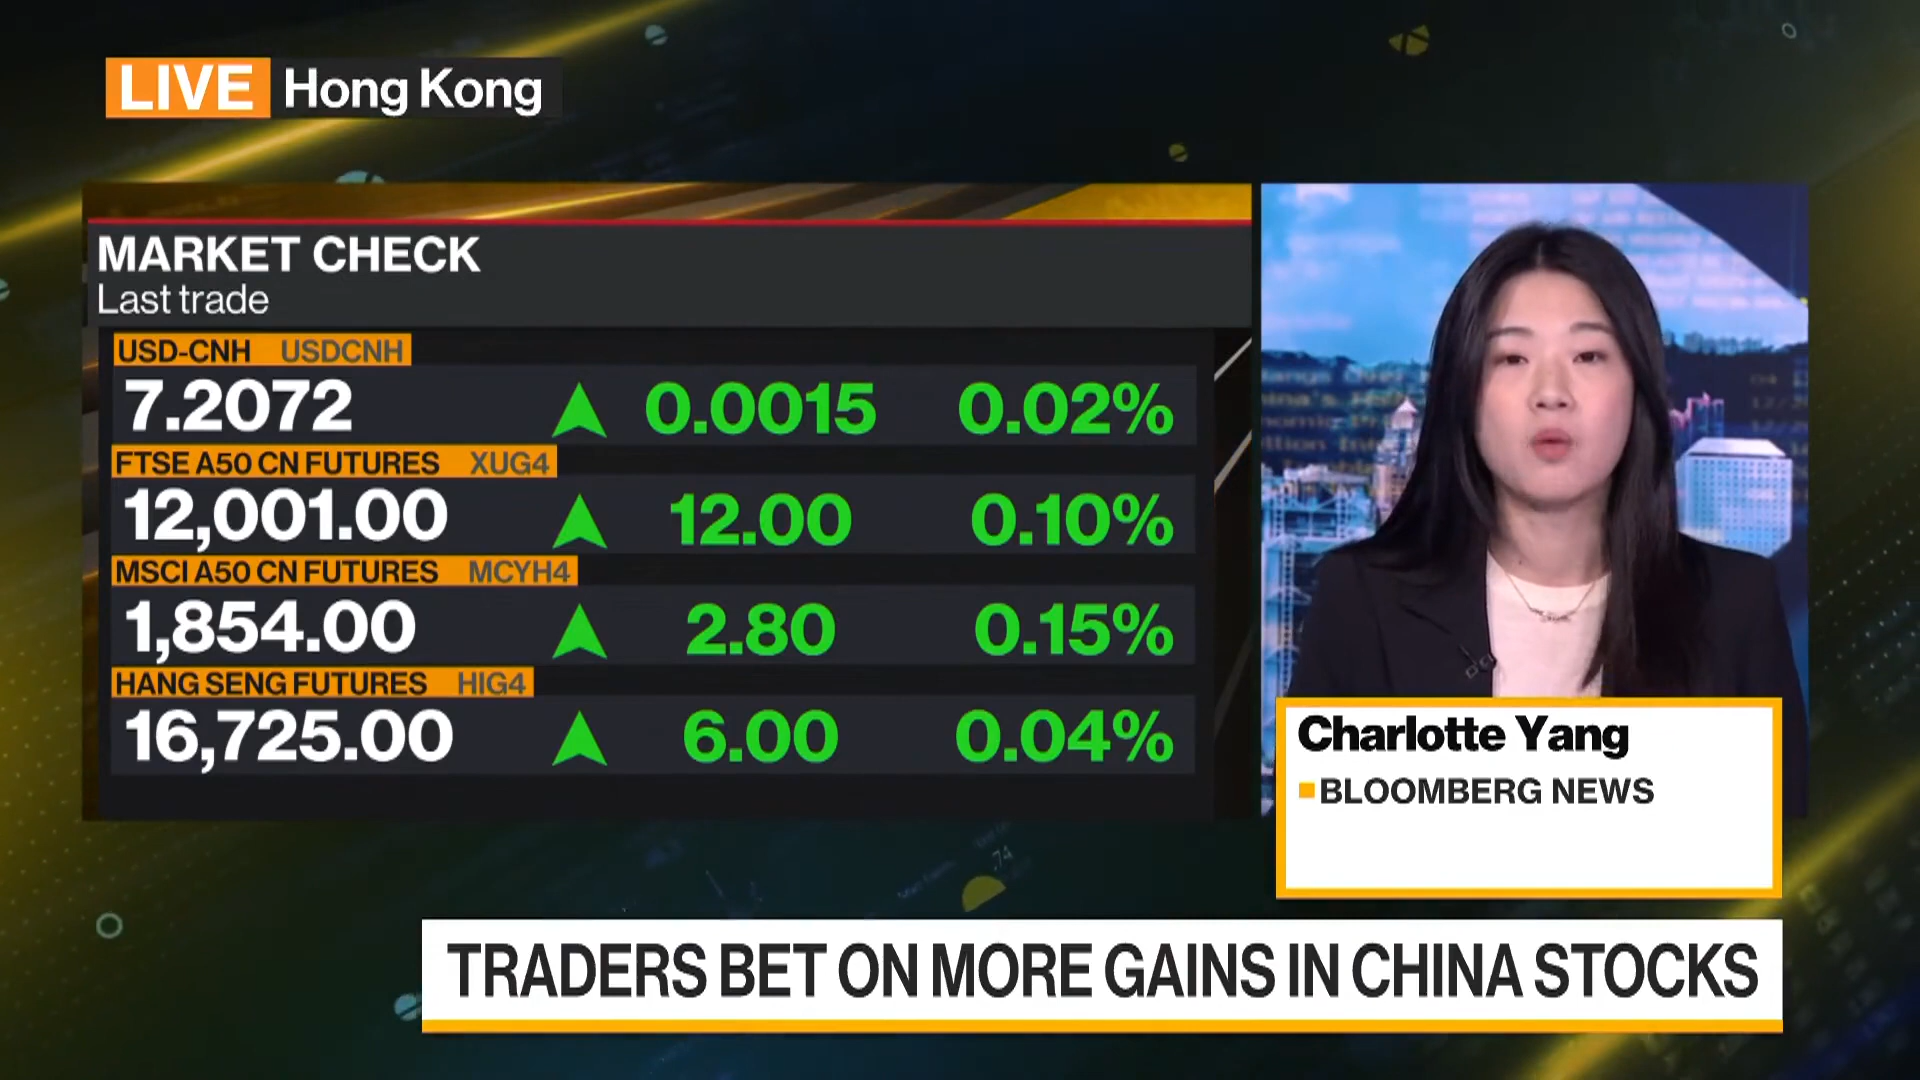 LIVE Hong Kong
MARKET CHECK
Last trade
USD-CNH USDCNH
7.2072 ▲ 0.0015 0.02%
FTSE A50 CN FUTURES XUG4
12,001.00 ▲ 12.00 0.10%
MSCI A50 CN FUTURES MCYH4
1,854.00 ▲ 2.80 0.15%
HANG SENG FUTURES HIG4
16,725.00 ▲ 6.00 0.04%
Charlotte Yang
BLOOMBERG NEWS
TRADERS BET ON MORE GAINS IN CHINA STOCKS